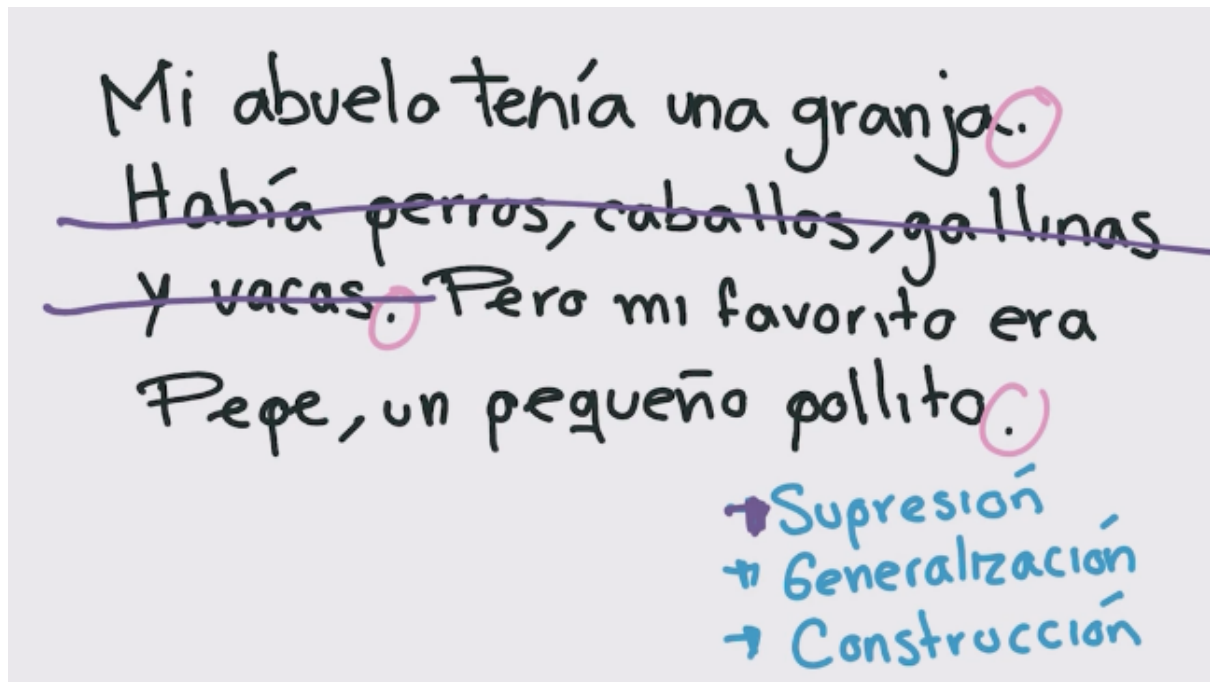 Mi abuelo tenía una granja.
Había perros, caballos, gallinas
y vacas. Pero mi favorito era
Pepe, un pequeño pollito.
→ Supresión
→ Generalización
→ Construcción